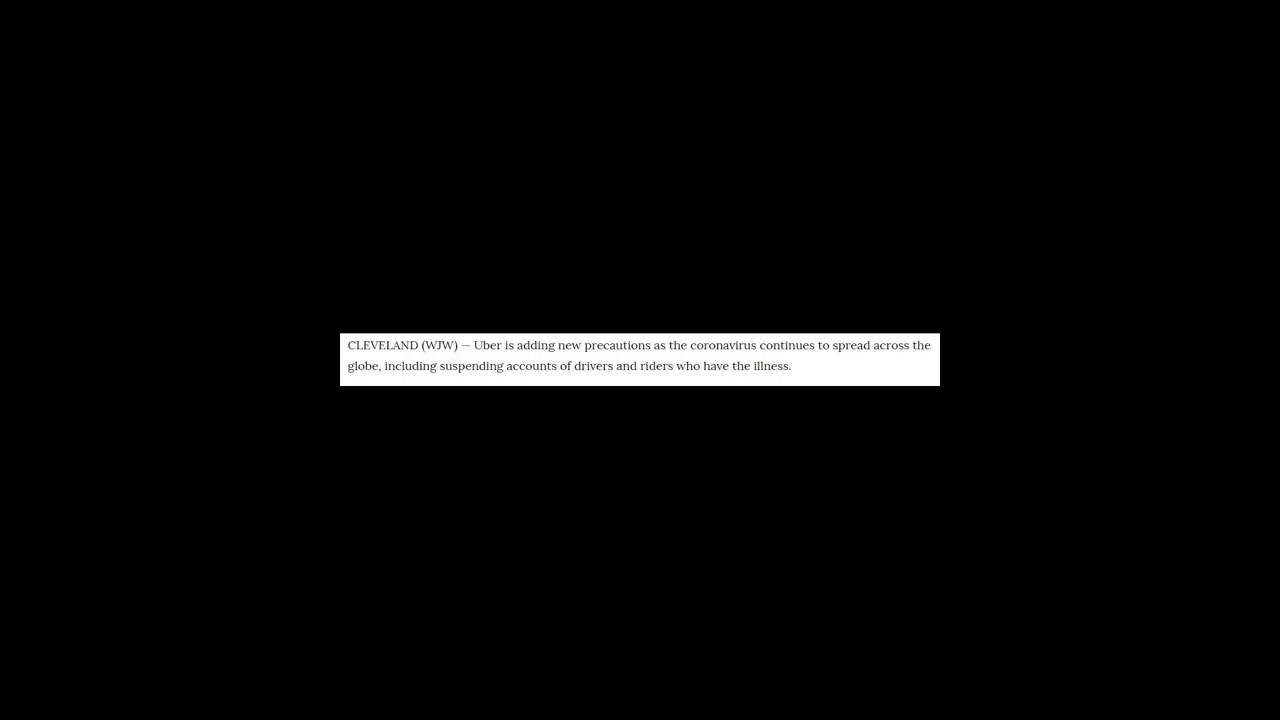 CLEVELAND (WJW) — Uber is adding new precautions as the coronavirus continues to spread across the
globe, including suspending accounts of drivers and riders who have the illness.